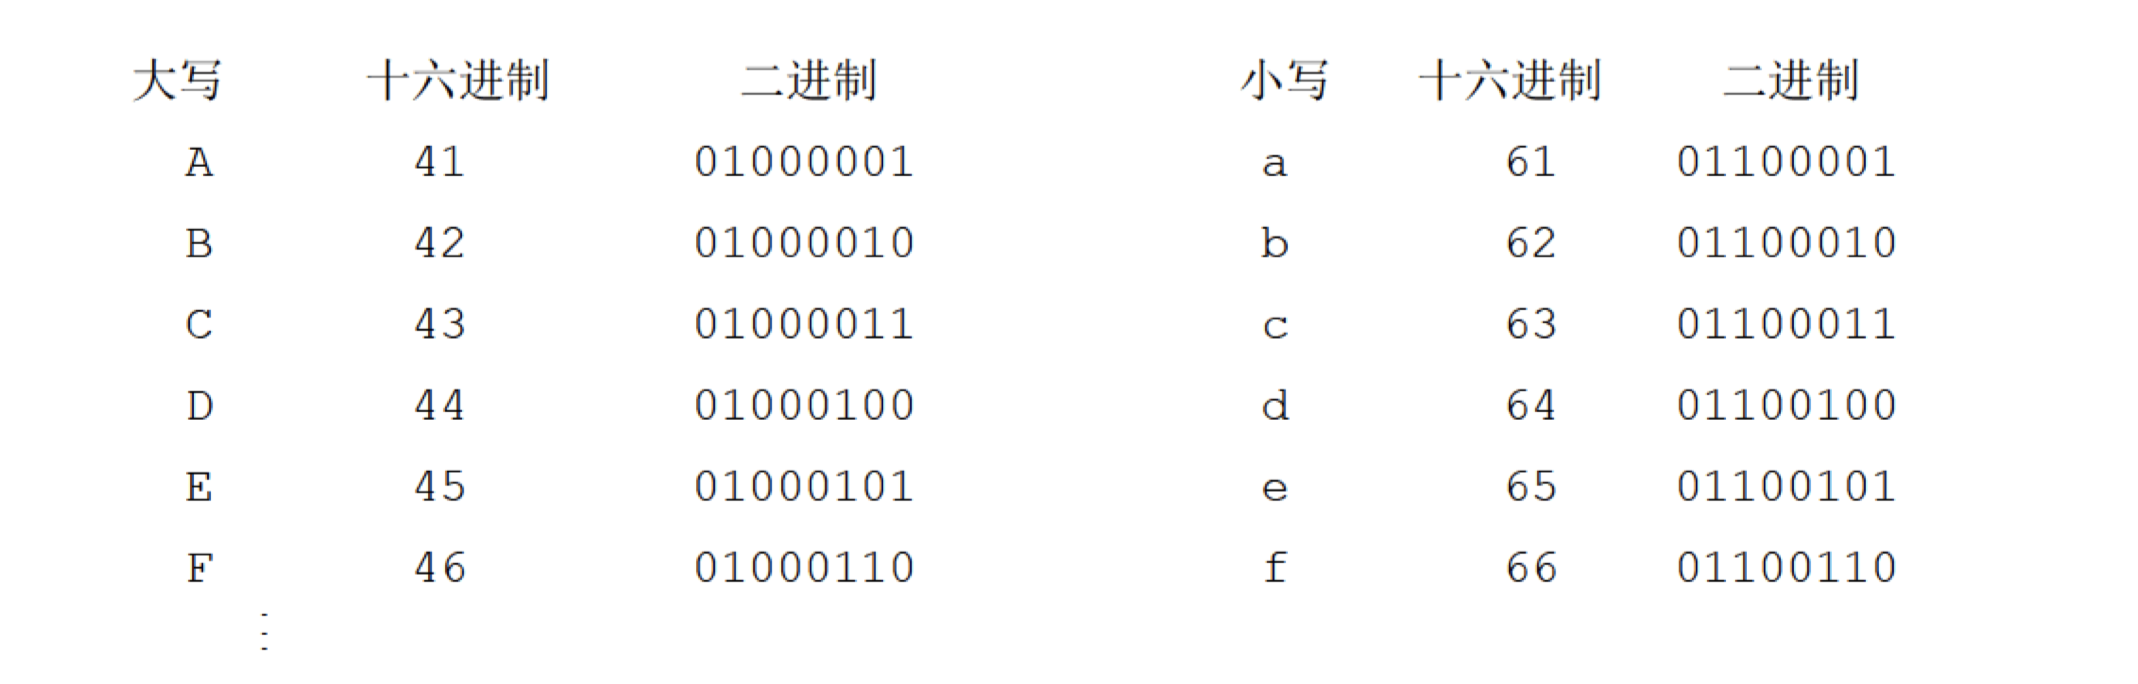 大写 十六进制 二进制 小写 十六进制 二进制
A 41 01000001 a 61 01100001
B 42 01000010 b 62 01100010
C 43 01000011 c 63 01100011
D 44 01000100 d 64 01100100
E 45 01000101 e 65 01100101
F 46 01000110 f 66 01100110
⋮